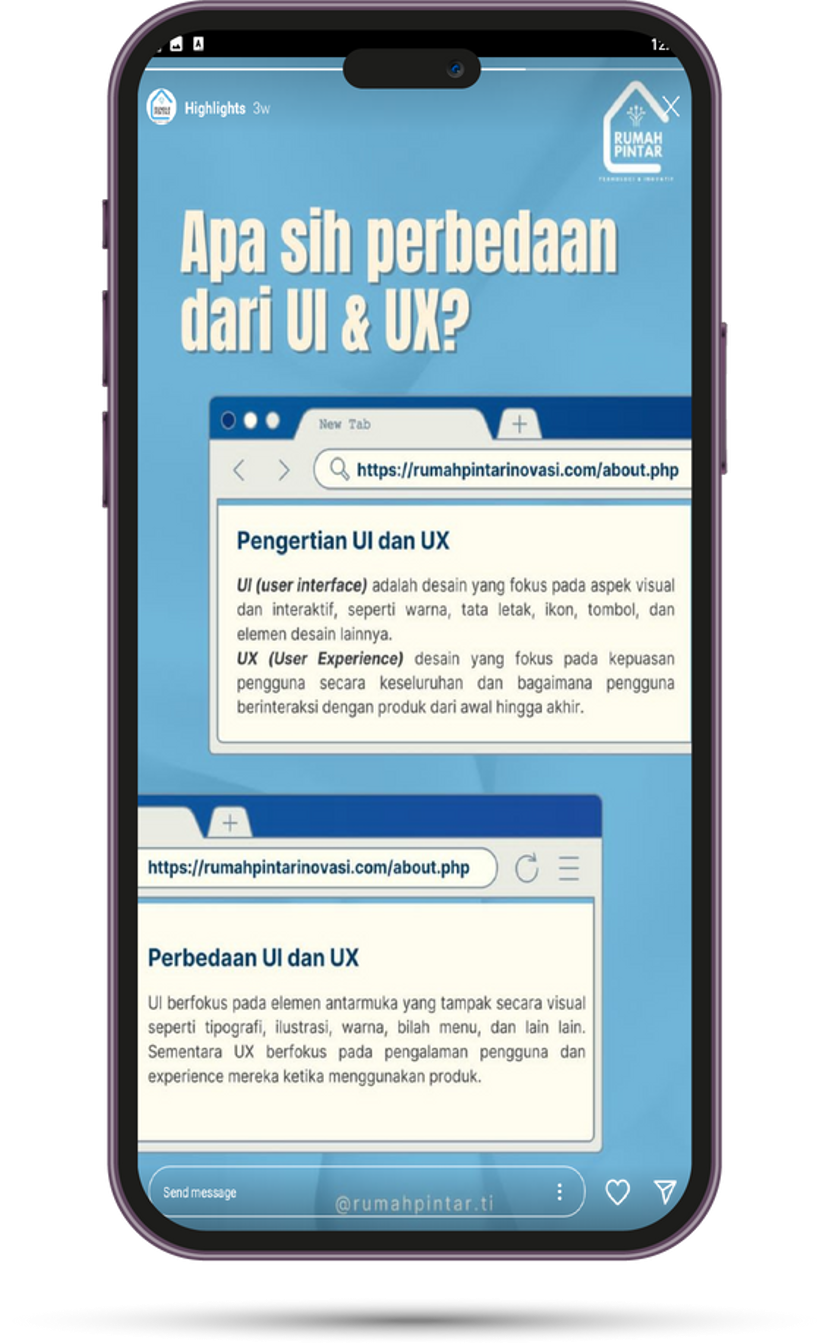 12:
Highlights 3w
RUMAH
PINTAR
Apa sih perbedaan
dari UI & UX?
New Tab
https://rumahpintarinovasi.com/about.php
Pengertian UI dan UX
UI (user interface) adalah desain yang fokus pada aspek visual
dan interaktif, seperti warna, tata letak, ikon, tombol, dan
elemen desain lainnya.
UX (User Experience) desain yang fokus pada kepuasan
pengguna secara keseluruhan dan bagaimana pengguna
berinteraksi dengan produk dari awal hingga akhir.
https://rumahpintarinovasi.com/about.php
Perbedaan UI dan UX
UI berfokus pada elemen antarmuka yang tampak secara visual
seperti tipografi, ilustrasi, warna, bilah menu, dan lain lain.
Sementara UX berfokus pada pengalaman pengguna dan
experience mereka ketika menggunakan produk.
Send message
@rumahpintar.ti